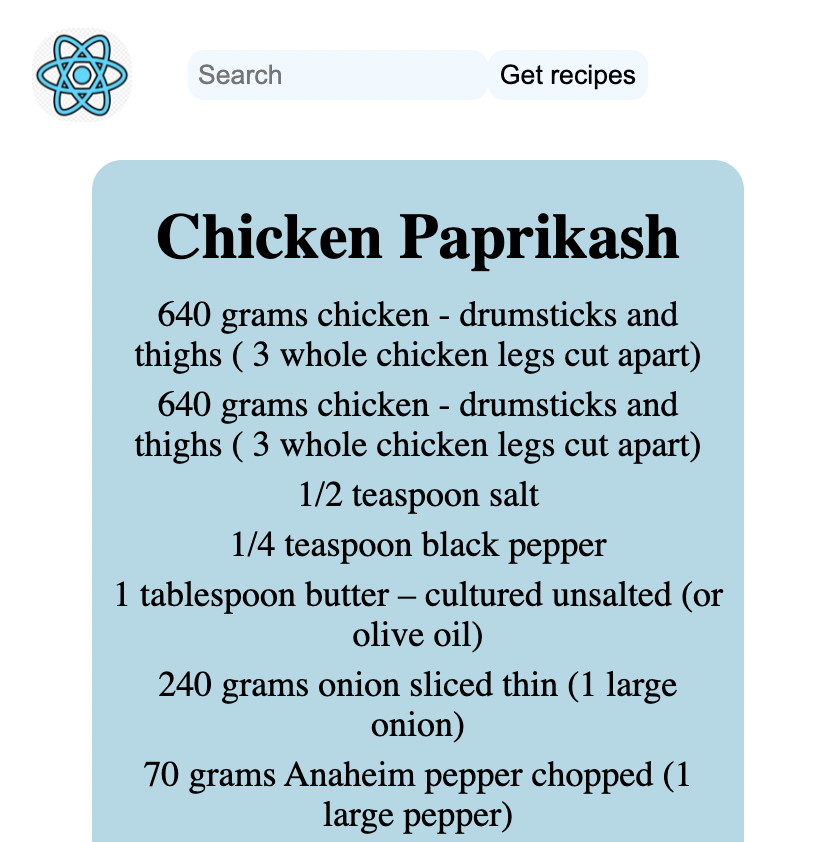 Search
Get recipes
Chicken Paprikash
640 grams chicken - drumsticks and
thighs ( 3 whole chicken legs cut apart)
640 grams chicken - drumsticks and
thighs ( 3 whole chicken legs cut apart)
1/2 teaspoon salt
1/4 teaspoon black pepper
1 tablespoon butter – cultured unsalted (or
olive oil)
240 grams onion sliced thin (1 large
onion)
70 grams Anaheim pepper chopped (1
large pepper)